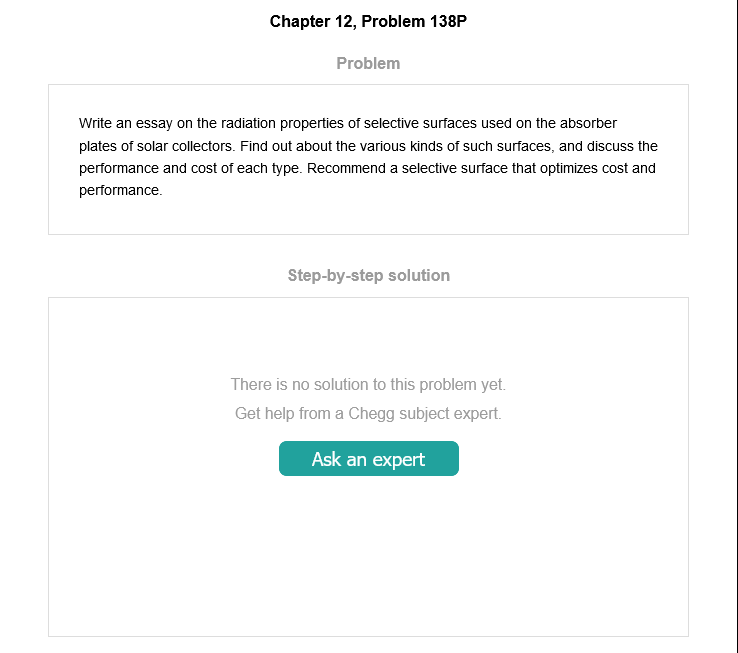 Chapter 12, Problem 138P
Problem
Write an essay on the radiation properties of selective surfaces used on the absorber
plates of solar collectors. Find out about the various kinds of such surfaces, and discuss the
performance and cost of each type. Recommend a selective surface that optimizes cost and
performance.
Step-by-step solution
There is no solution to this problem yet.
Get help from a Chegg subject expert.
Ask an expert